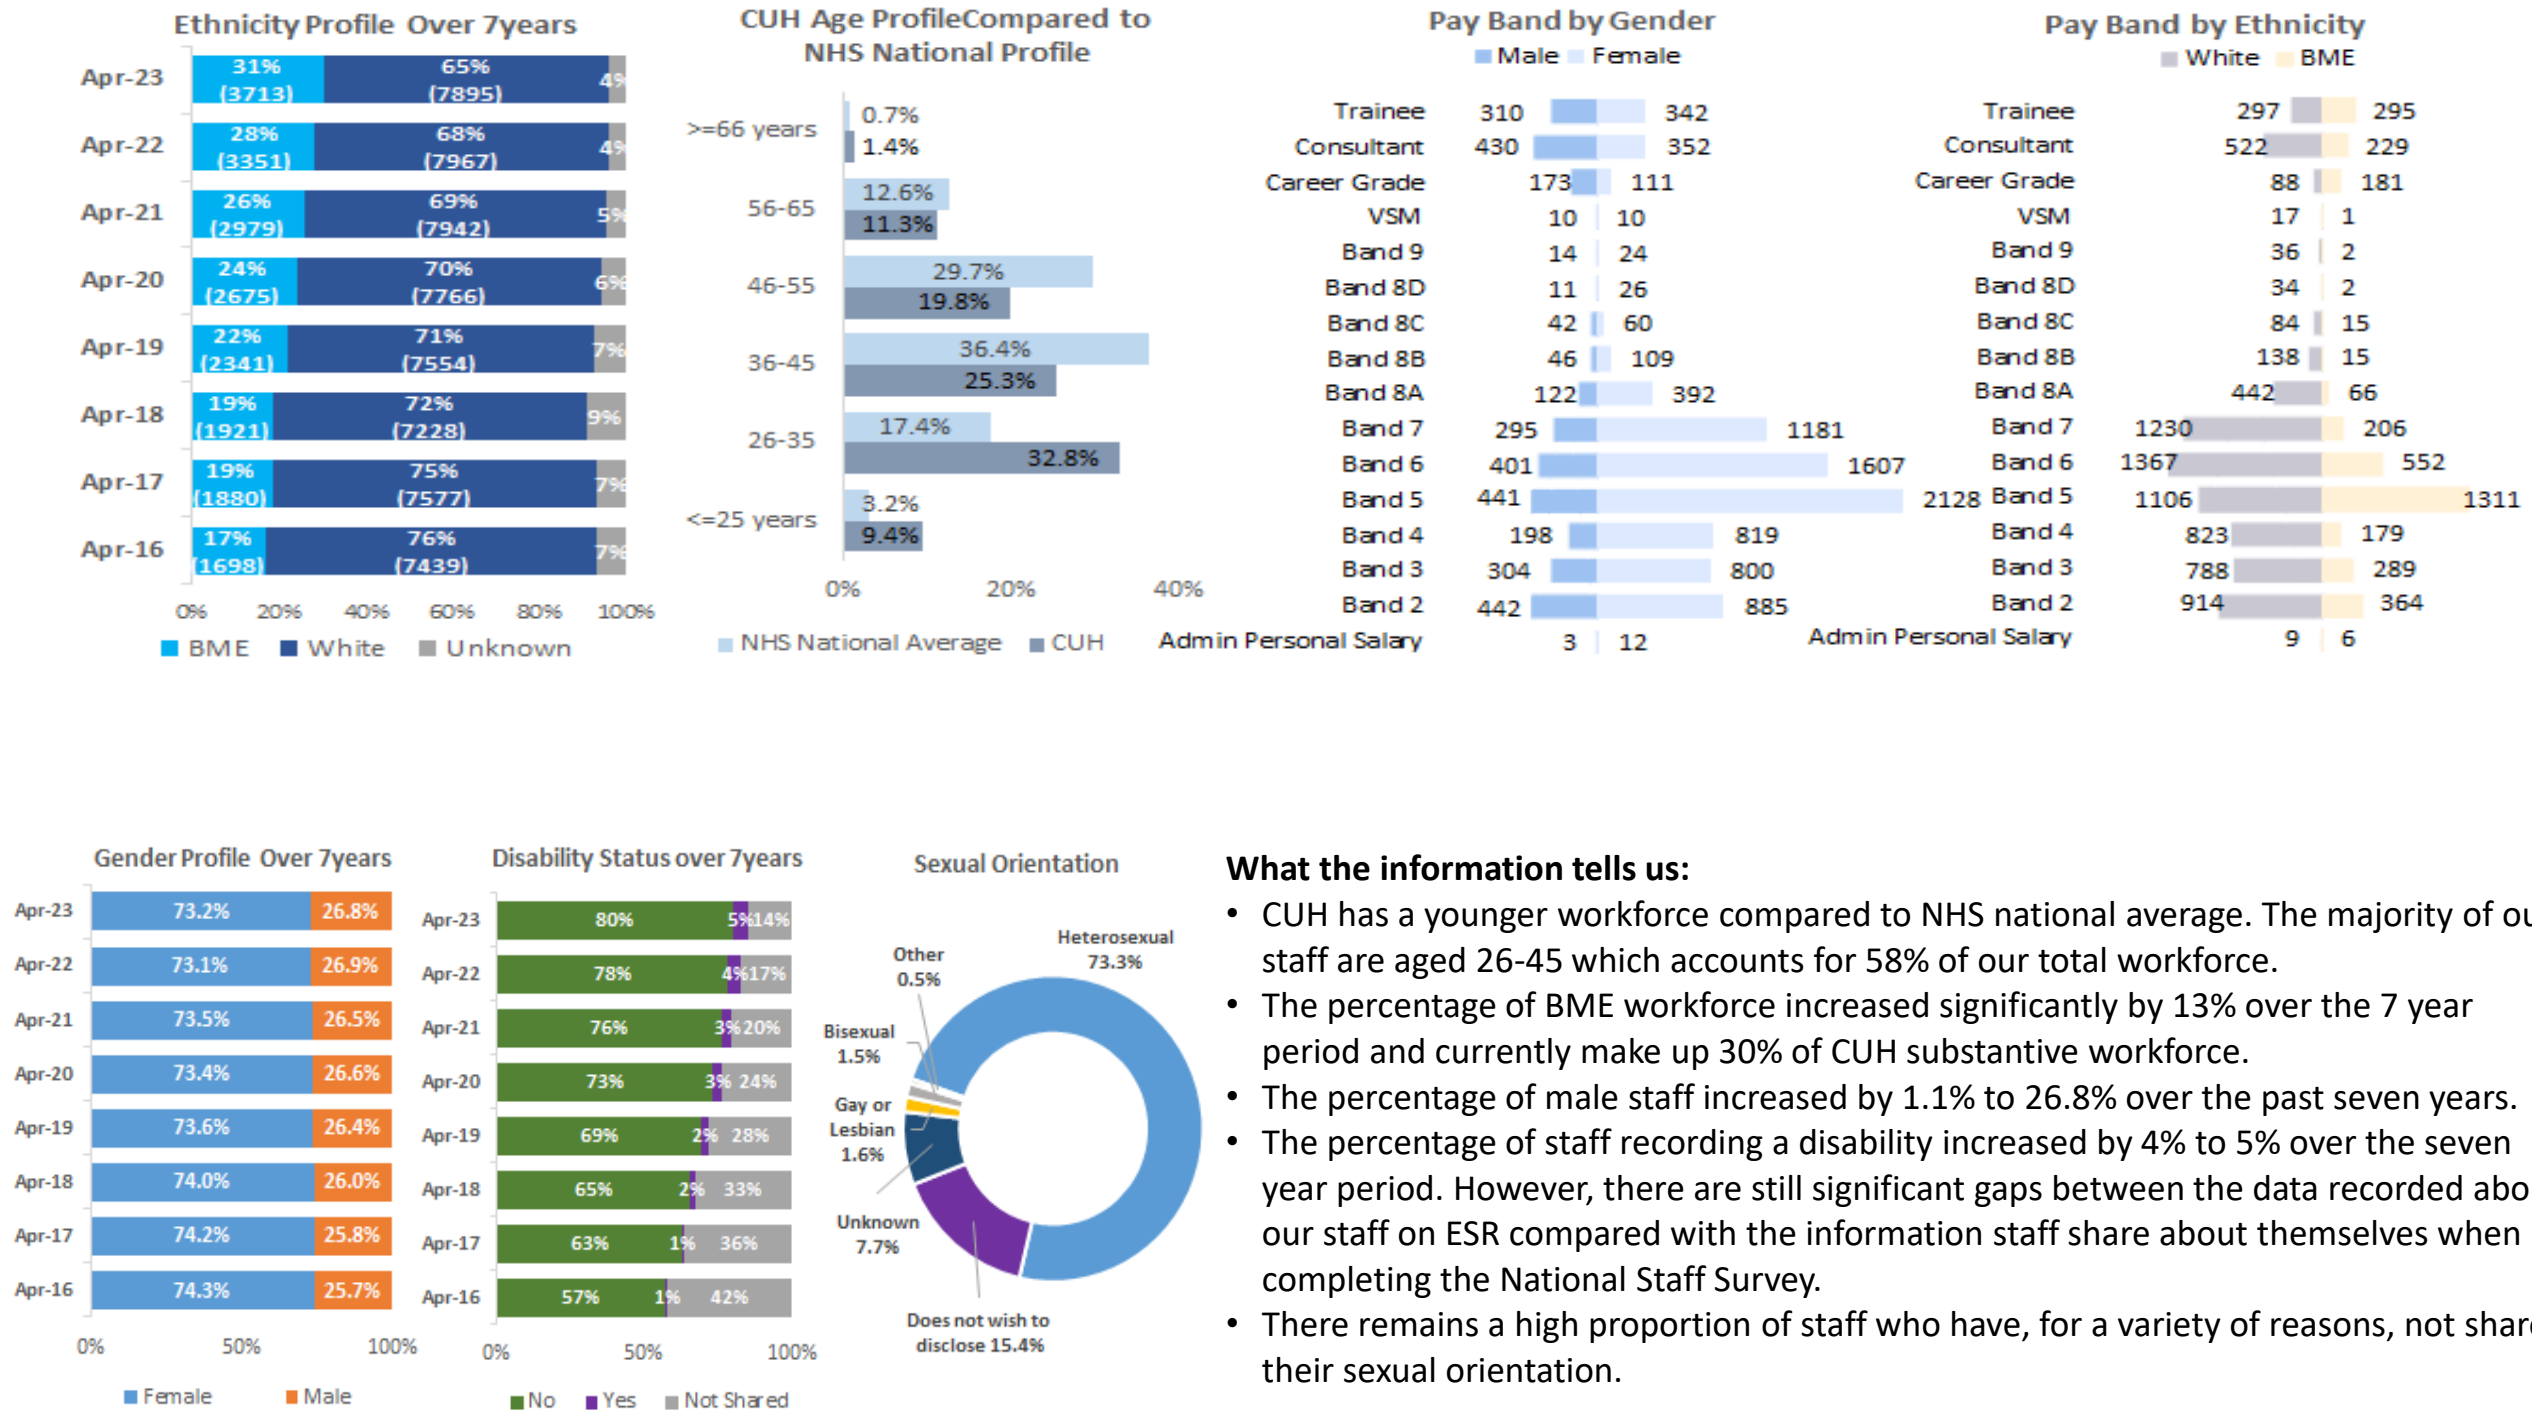 Ethnicity Profile Over 7years
Apr-23 31% (3713) 65% (7895) 4%
Apr-22 28% (3351) 68% (7967) 4%
Apr-21 26% (2979) 69% (7942) 5%
Apr-20 24% (2675) 70% (7766) 6%
Apr-19 22% (2341) 71% (7554) 7%
Apr-18 19% (1921) 72% (7228) 9%
Apr-17 19% (1880) 75% (7577) 7%
Apr-16 17% (1698) 76% (7439) 7%
0% 20% 40% 60% 80% 100%
BME White Unknown
CUH Age ProfileCompared to
NHS National Profile
>=66 years 0.7% 1.4%
56-65 12.6% 11.3%
46-55 29.7% 19.8%
36-45 36.4% 25.3%
26-35 17.4% 32.8%
<=25 years 3.2% 9.4%
0% 20% 40%
NHS National Average CUH
Pay Band by Gender
Male Female
Trainee 310 342
Consultant 430 352
Career Grade 173 111
VSM 10 10
Band 9 14 24
Band 8D 11 26
Band 8C 42 60
Band 8B 46 109
Band 8A 122 392
Band 7 295 1181
Band 6 401 1607
Band 5 441 2128
Band 4 198 819
Band 3 304 800
Band 2 442 885
Admin Personal Salary 3 12
Pay Band by Ethnicity
White BME
Trainee 297 295
Consultant 522 229
Career Grade 88 181
VSM 17 1
Band 9 36 2
Band 8D 34 2
Band 8C 84 15
Band 8B 138 15
Band 8A 442 66
Band 7 1230 206
Band 6 1367 552
Band 5 1106 1311
Band 4 823 179
Band 3 788 289
Band 2 914 364
Admin Personal Salary 9 6
Gender Profile Over 7years
Apr-23 73.2% 26.8%
Apr-22 73.1% 26.9%
Apr-21 73.5% 26.5%
Apr-20 73.4% 26.6%
Apr-19 73.6% 26.4%
Apr-18 74.0% 26.0%
Apr-17 74.2% 25.8%
Apr-16 74.3% 25.7%
0% 50% 100%
Female Male
Disability Status over 7years
Apr-23 80% 5% 14%
Apr-22 78% 4% 17%
Apr-21 76% 3% 20%
Apr-20 73% 3% 24%
Apr-19 69% 2% 28%
Apr-18 65% 2% 33%
Apr-17 63% 1% 36%
Apr-16 57% 1% 42%
0% 50% 100%
No Yes Not Shared
Sexual Orientation
Heterosexual
73.3%
Other
0.5%
Bisexual
1.5%
Gay or
Lesbian
1.6%
Unknown
7.7%
Does not wish to
disclose 15.4%
What the information tells us:
• CUH has a younger workforce compared to NHS national average. The majority of ou
staff are aged 26-45 which accounts for 58% of our total workforce.
• The percentage of BME workforce increased significantly by 13% over the 7 year
period and currently make up 30% of CUH substantive workforce.
• The percentage of male staff increased by 1.1% to 26.8% over the past seven years.
• The percentage of staff recording a disability increased by 4% to 5% over the seven
year period. However, there are still significant gaps between the data recorded abo
our staff on ESR compared with the information staff share about themselves when
completing the National Staff Survey.
• There remains a high proportion of staff who have, for a variety of reasons, not share
their sexual orientation.